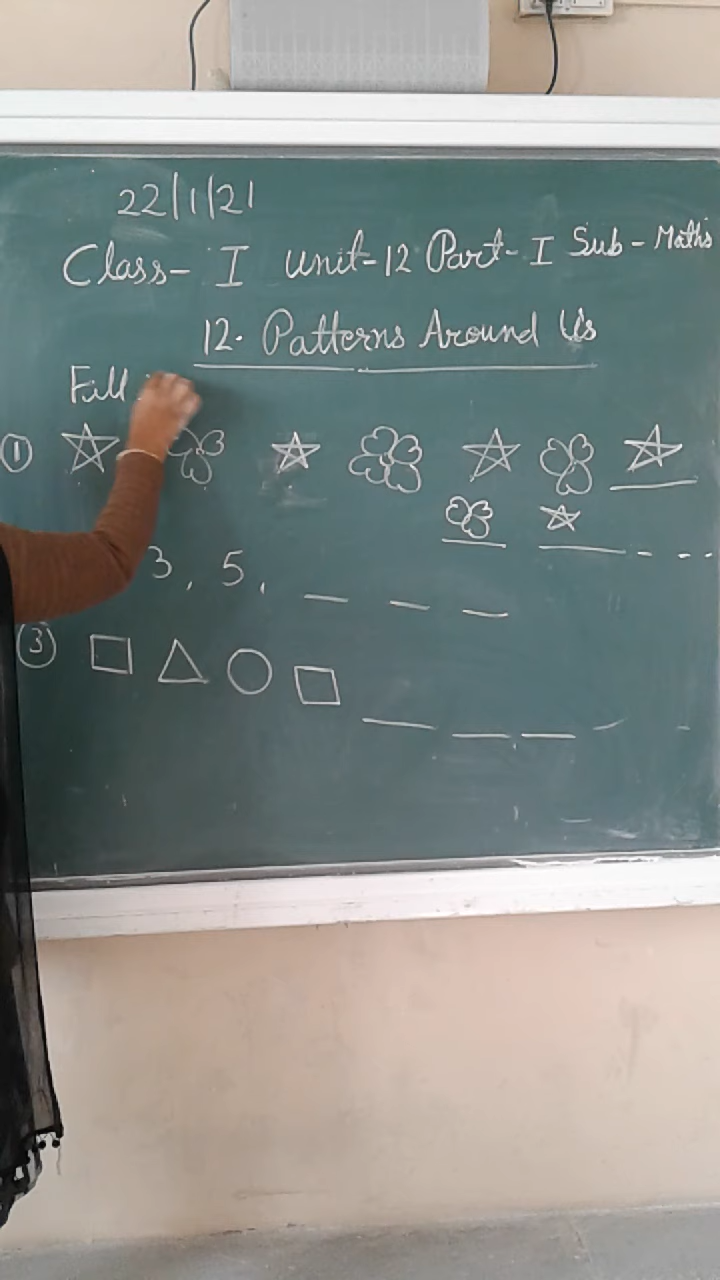 22/1/21
Class- I Unit-12 Part-I Sub-Maths
12. Patterns Around Us
Fill
1
3, 5, _ _ _
3